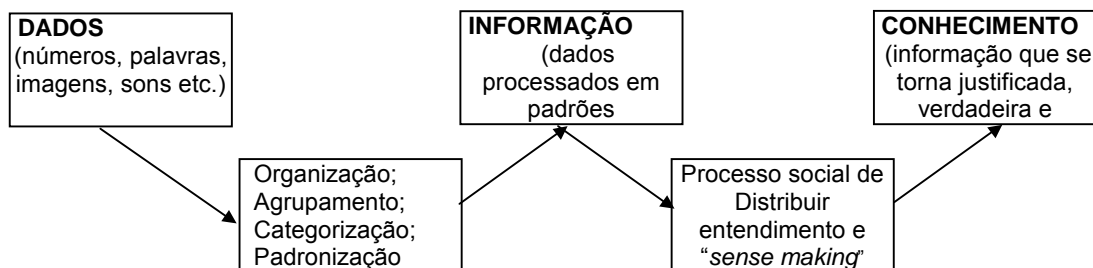 DADOS
(números, palavras,
imagens, sons etc.)
Organização;
Agrupamento;
Categorização;
Padronização
INFORMAÇÃO
(dados
processados em
padrões
Processo social de
Distribuir
entendimento e
“sense making”
CONHECIMENTO
(informação que se
torna justificada,
verdadeira e